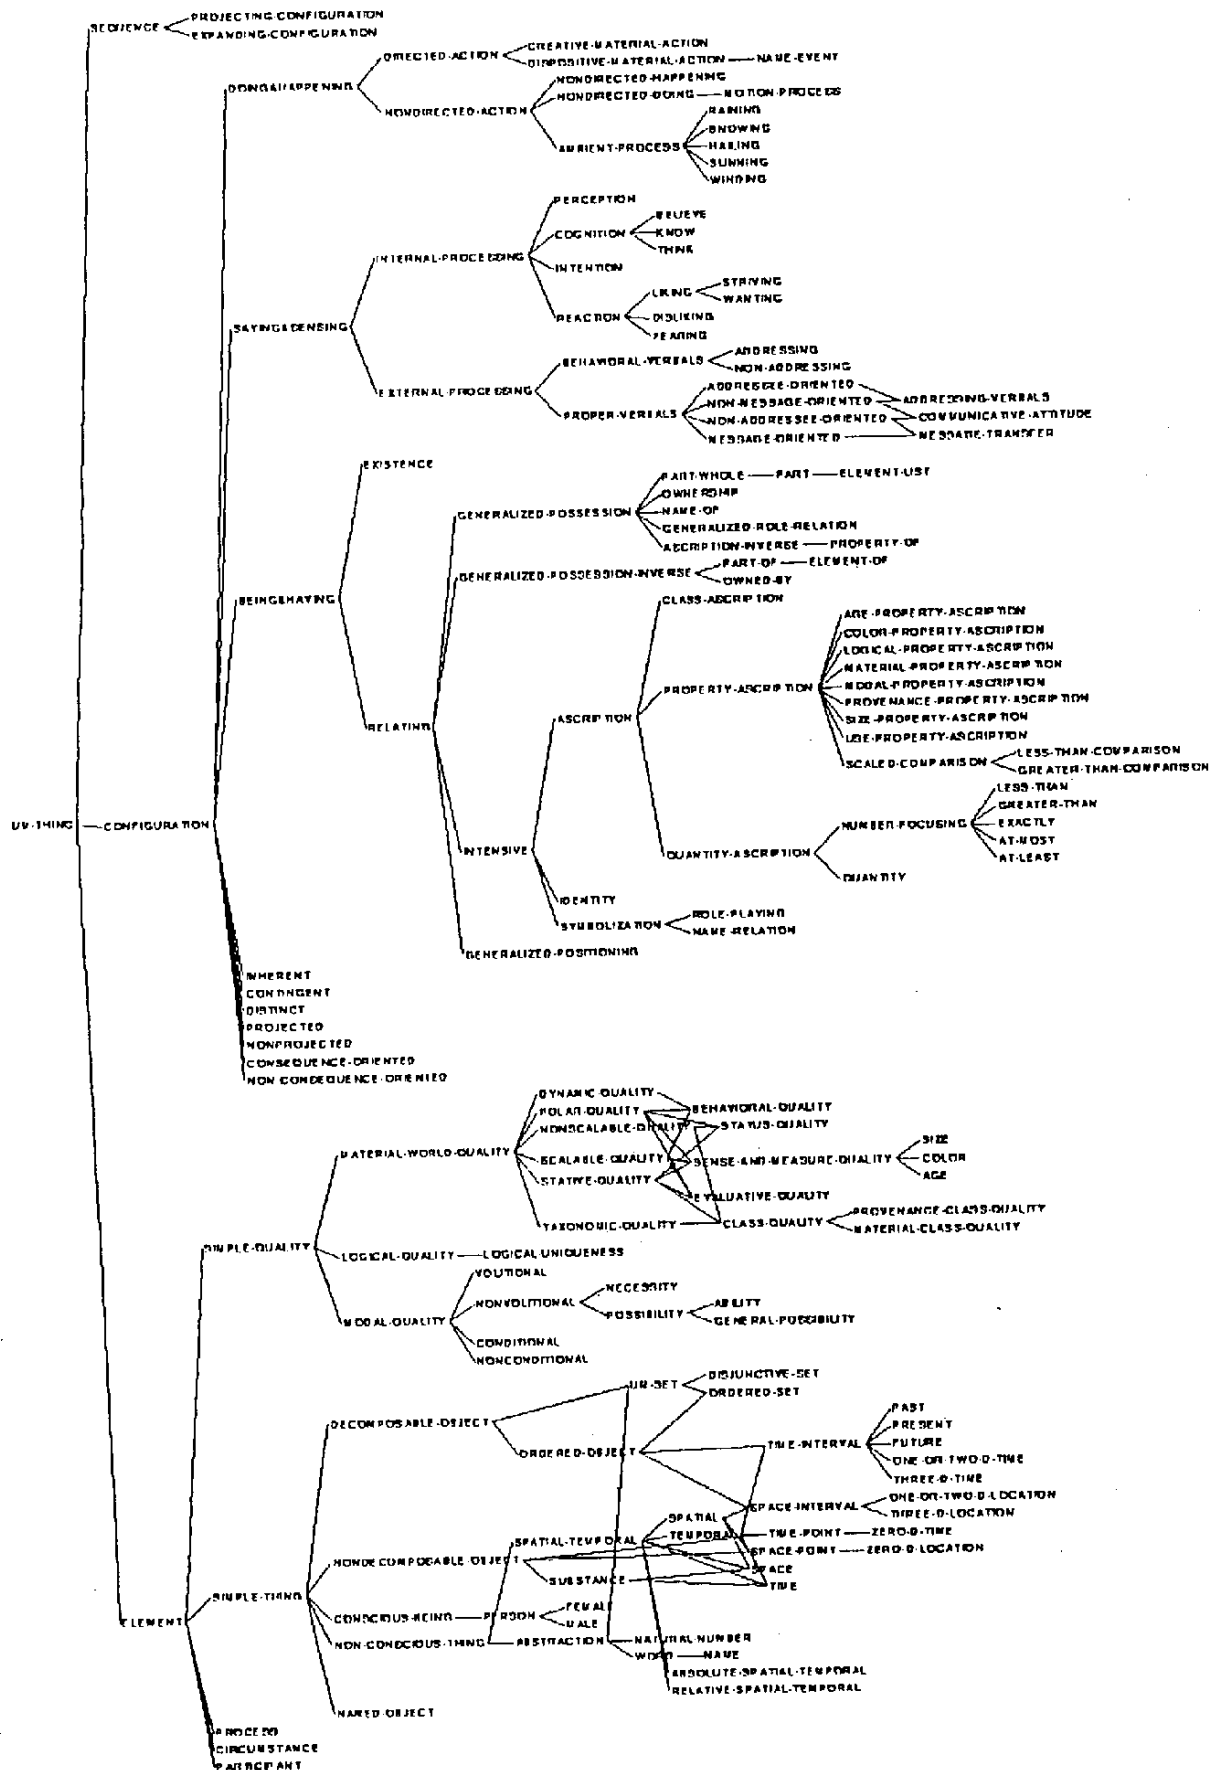 SEQUENCE
PROJECTING-CONFIGURATION
EXPANDING-CONFIGURATION
DOING&HAPPENING
DIRECTED-ACTION
CREATIVE-MATERIAL-ACTION
DISPOSITIVE-MATERIAL-ACTION
NAME-EVENT
NONDIRECTED-ACTION
NONDIRECTED-HAPPENING
NONDIRECTED-DOING
MOTION-PROCESS
AMBIENT-PROCESS
RAINING
SNOWING
HAILING
SUNNING
WINDING
SAYING&SENSING
INTERNAL-PROCESSING
PERCEPTION
COGNITION
BELIEVE
KNOW
THINK
INTENTION
REACTION
LIKING
STRIVING
WANTING
DISLIKING
FEARING
EXTERNAL-PROCESSING
BEHAVIORAL-VERBALS
ADDRESSING
NON-ADDRESSING
PROPER-VERBALS
ADDRESSEE-ORIENTED
NON-MESSAGE-ORIENTED
NON-ADDRESSEE-ORIENTED
MESSAGE-ORIENTED
ADDRESSING-VERBALS
COMMUNICATIVE-ATTITUDE
MESSAGE-TRANSFER
BEING&HAVING
EXISTENCE
RELATING
GENERALIZED-POSSESSION
PART-WHOLE
PART
ELEMENT-LIST
OWNERSHIP
NAME-OF
GENERALIZED-ROLE-RELATION
ASCRIPTION-INVERSE
PROPERTY-OF
GENERALIZED-POSSESSION-INVERSE
PART-OF
ELEMENT-OF
OWNED-BY
INTENSIVE
ASCRIPTION
CLASS-ASCRIPTION
PROPERTY-ASCRIPTION
AGE-PROPERTY-ASCRIPTION
COLOR-PROPERTY-ASCRIPTION
LOGICAL-PROPERTY-ASCRIPTION
MATERIAL-PROPERTY-ASCRIPTION
MODAL-PROPERTY-ASCRIPTION
PROVENANCE-PROPERTY-ASCRIPTION
SIZE-PROPERTY-ASCRIPTION
USE-PROPERTY-ASCRIPTION
SCALED-COMPARISON
LESS-THAN-COMPARISON
GREATER-THAN-COMPARISON
QUANTITY-ASCRIPTION
NUMBER-FOCUSING
LESS-THAN
GREATER-THAN
EXACTLY
AT-MOST
AT-LEAST
QUANTITY
IDENTITY
SYMBOLIZATION
ROLE-PLAYING
NAME-RELATION
GENERALIZED-POSITIONING
UM-THING
CONFIGURATION
INHERENT
CONTINGENT
DISTINCT
PROJECTED
NONPROJECTED
CONSEQUENCE-ORIENTED
NON-CONSEQUENCE-ORIENTED
SIMPLE-QUALITY
MATERIAL-WORLD-QUALITY
DYNAMIC-QUALITY
POLAR-QUALITY
NONSCALABLE-QUALITY
SCALABLE-QUALITY
STATIVE-QUALITY
TAXONOMIC-QUALITY
BEHAVIORAL-QUALITY
STATUS-QUALITY
SENSE-AND-MEASURE-QUALITY
SIZE
COLOR
AGE
EVALUATIVE-QUALITY
CLASS-QUALITY
PROVENANCE-CLASS-QUALITY
MATERIAL-CLASS-QUALITY
LOGICAL-QUALITY
LOGICAL-UNIQUENESS
MODAL-QUALITY
VOLITIONAL
NONVOLITIONAL
NECESSITY
POSSIBILITY
ABILITY
GENERAL-POSSIBILITY
CONDITIONAL
NONCONDITIONAL
ELEMENT
SIMPLE-THING
DECOMPOSABLE-OBJECT
UM-SET
DISJUNCTIVE-SET
ORDERED-SET
ORDERED-OBJECT
TIME-INTERVAL
PAST
PRESENT
FUTURE
ONE-OR-TWO-D-TIME
THREE-D-TIME
SPACE-INTERVAL
ONE-OR-TWO-D-LOCATION
THREE-D-LOCATION
NONDECOMPOSABLE-OBJECT
SPATIAL-TEMPORAL
SPATIAL
TEMPORAL
TIME-POINT
ZERO-D-TIME
SPACE-POINT
ZERO-D-LOCATION
SUBSTANCE
SPACE
TIME
CONSCIOUS-BEING
PERSON
FEMALE
MALE
NON-CONSCIOUS-THING
ABSTRACTION
NATURAL-NUMBER
WORD
NAME
ABSOLUTE-SPATIAL-TEMPORAL
RELATIVE-SPATIAL-TEMPORAL
NAMED-OBJECT
PROCESS
CIRCUMSTANCE
PARTICIPANT